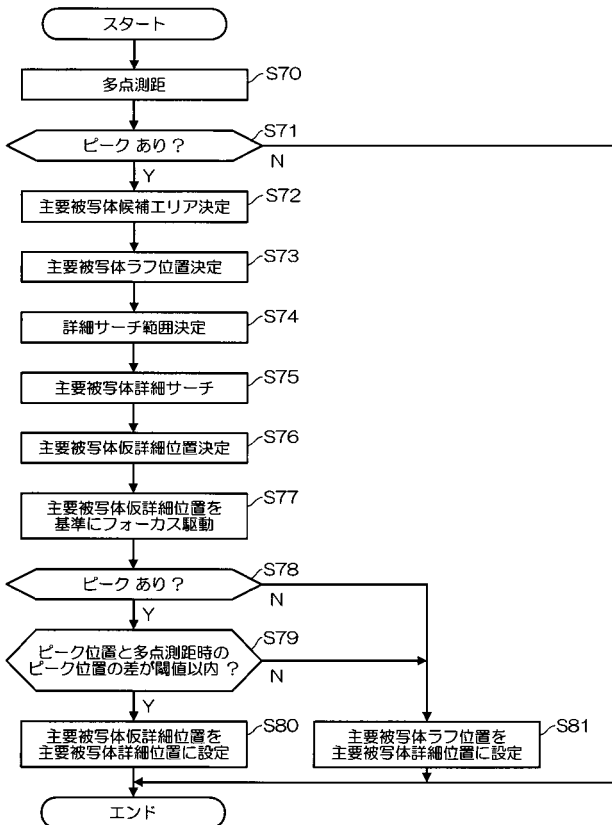 スタート
多点測距
S70
ピーク あり？
S71
N
Y
主要被写体候補エリア決定
S72
主要被写体ラフ位置決定
S73
詳細サーチ範囲決定
S74
主要被写体詳細サーチ
S75
主要被写体仮詳細位置決定
S76
主要被写体仮詳細位置を
基準にフォーカス駆動
S77
ピーク あり？
S78
N
Y
ピーク位置と多点測距時の
ピーク位置の差が閾値以内 ？
S79
N
Y
主要被写体仮詳細位置を
主要被写体詳細位置に設定
S80
主要被写体ラフ位置を
主要被写体詳細位置に設定
S81
エンド